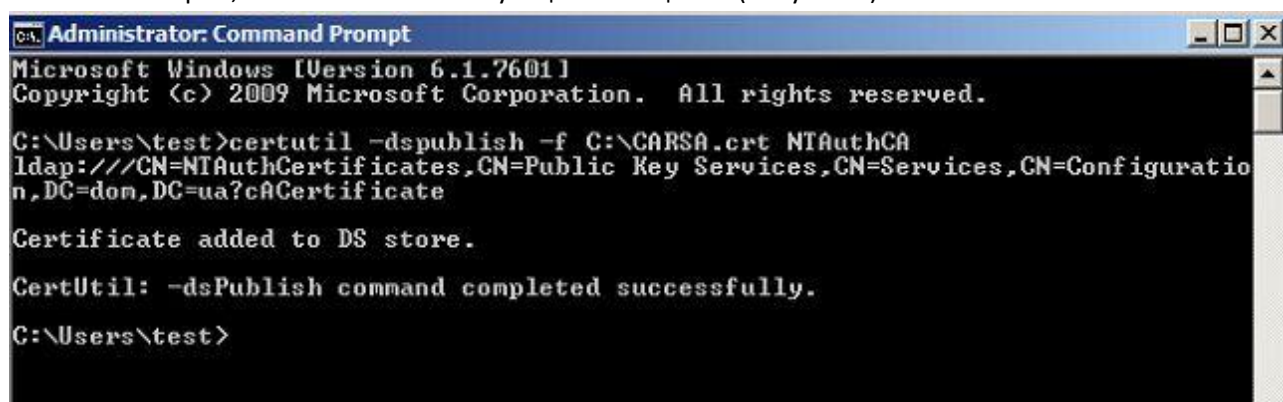 Administrator: Command Prompt
Microsoft Windows [Version 6.1.7601]
Copyright (c) 2009 Microsoft Corporation.  All rights reserved.
C:\Users\test>certutil -dspublish -f C:\CARSA.crt NTAuthCA
ldap:///CN=NTAuthCertificates,CN=Public Key Services,CN=Services,CN=Configuratio
n,DC=dom,DC=ua?cACertificate
Certificate added to DS store.
CertUtil: -dsPublish command completed successfully.
C:\Users\test>